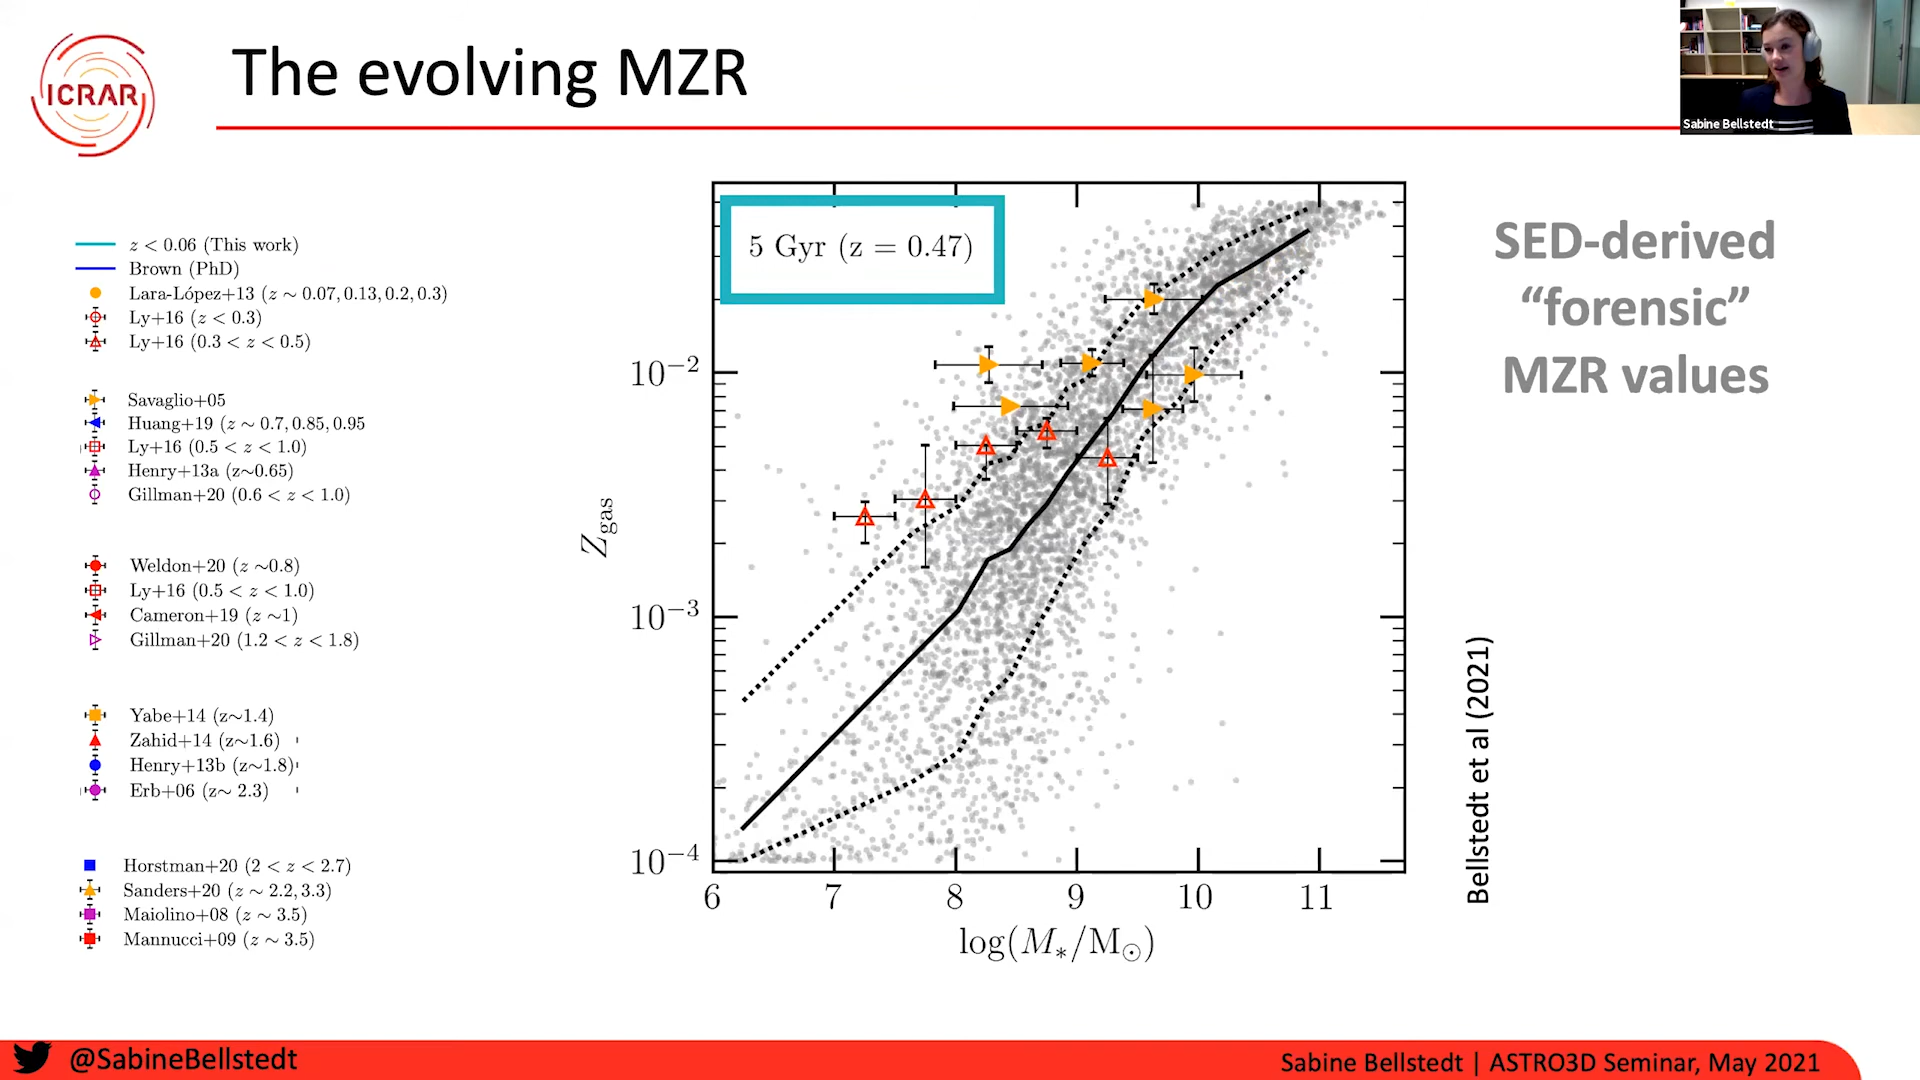 ICRAR
The evolving MZR
Sabine Bellstedt
z < 0.06 (This work)
Brown (PhD)
Lara-López+13 (z ∼ 0.07, 0.13, 0.2, 0.3)
Ly+16 (z < 0.3)
Ly+16 (0.3 < z < 0.5)
Savaglio+05
Huang+19 (z ∼ 0.7, 0.85, 0.95
Ly+16 (0.5 < z < 1.0)
Henry+13a (z∼0.65)
Gillman+20 (0.6 < z < 1.0)
Weldon+20 (z ∼0.8)
Ly+16 (0.5 < z < 1.0)
Cameron+19 (z ∼1)
Gillman+20 (1.2 < z < 1.8)
Yabe+14 (z∼1.4)
Zahid+14 (z∼1.6)
Henry+13b (z∼1.8)
Erb+06 (z∼ 2.3)
Horstman+20 (2 < z < 2.7)
Sanders+20 (z ∼ 2.2, 3.3)
Maiolino+08 (z ∼ 3.5)
Mannucci+09 (z ∼ 3.5)
5 Gyr (z = 0.47)
Z_gas
10⁻²
10⁻³
10⁻⁴
6 7 8 9 10 11
log(M_*/M_⊙)
SED-derived
“forensic”
MZR values
Bellstedt et al (2021)
@SabineBellstedt
Sabine Bellstedt | ASTRO3D Seminar, May 2021